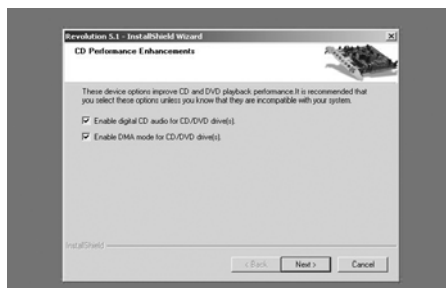 Revolution 5.1 - InstallShield Wizard
CD Performance Enhancements
These device options improve CD and DVD playback performance.It is recommended that
you select these options unless you know that they are incompatible with your system.
Enable digital CD audio for CD/DVD drive(s).
Enable DMA mode for CD/DVD drive(s).
InstallShield
< Back
Next >
Cancel